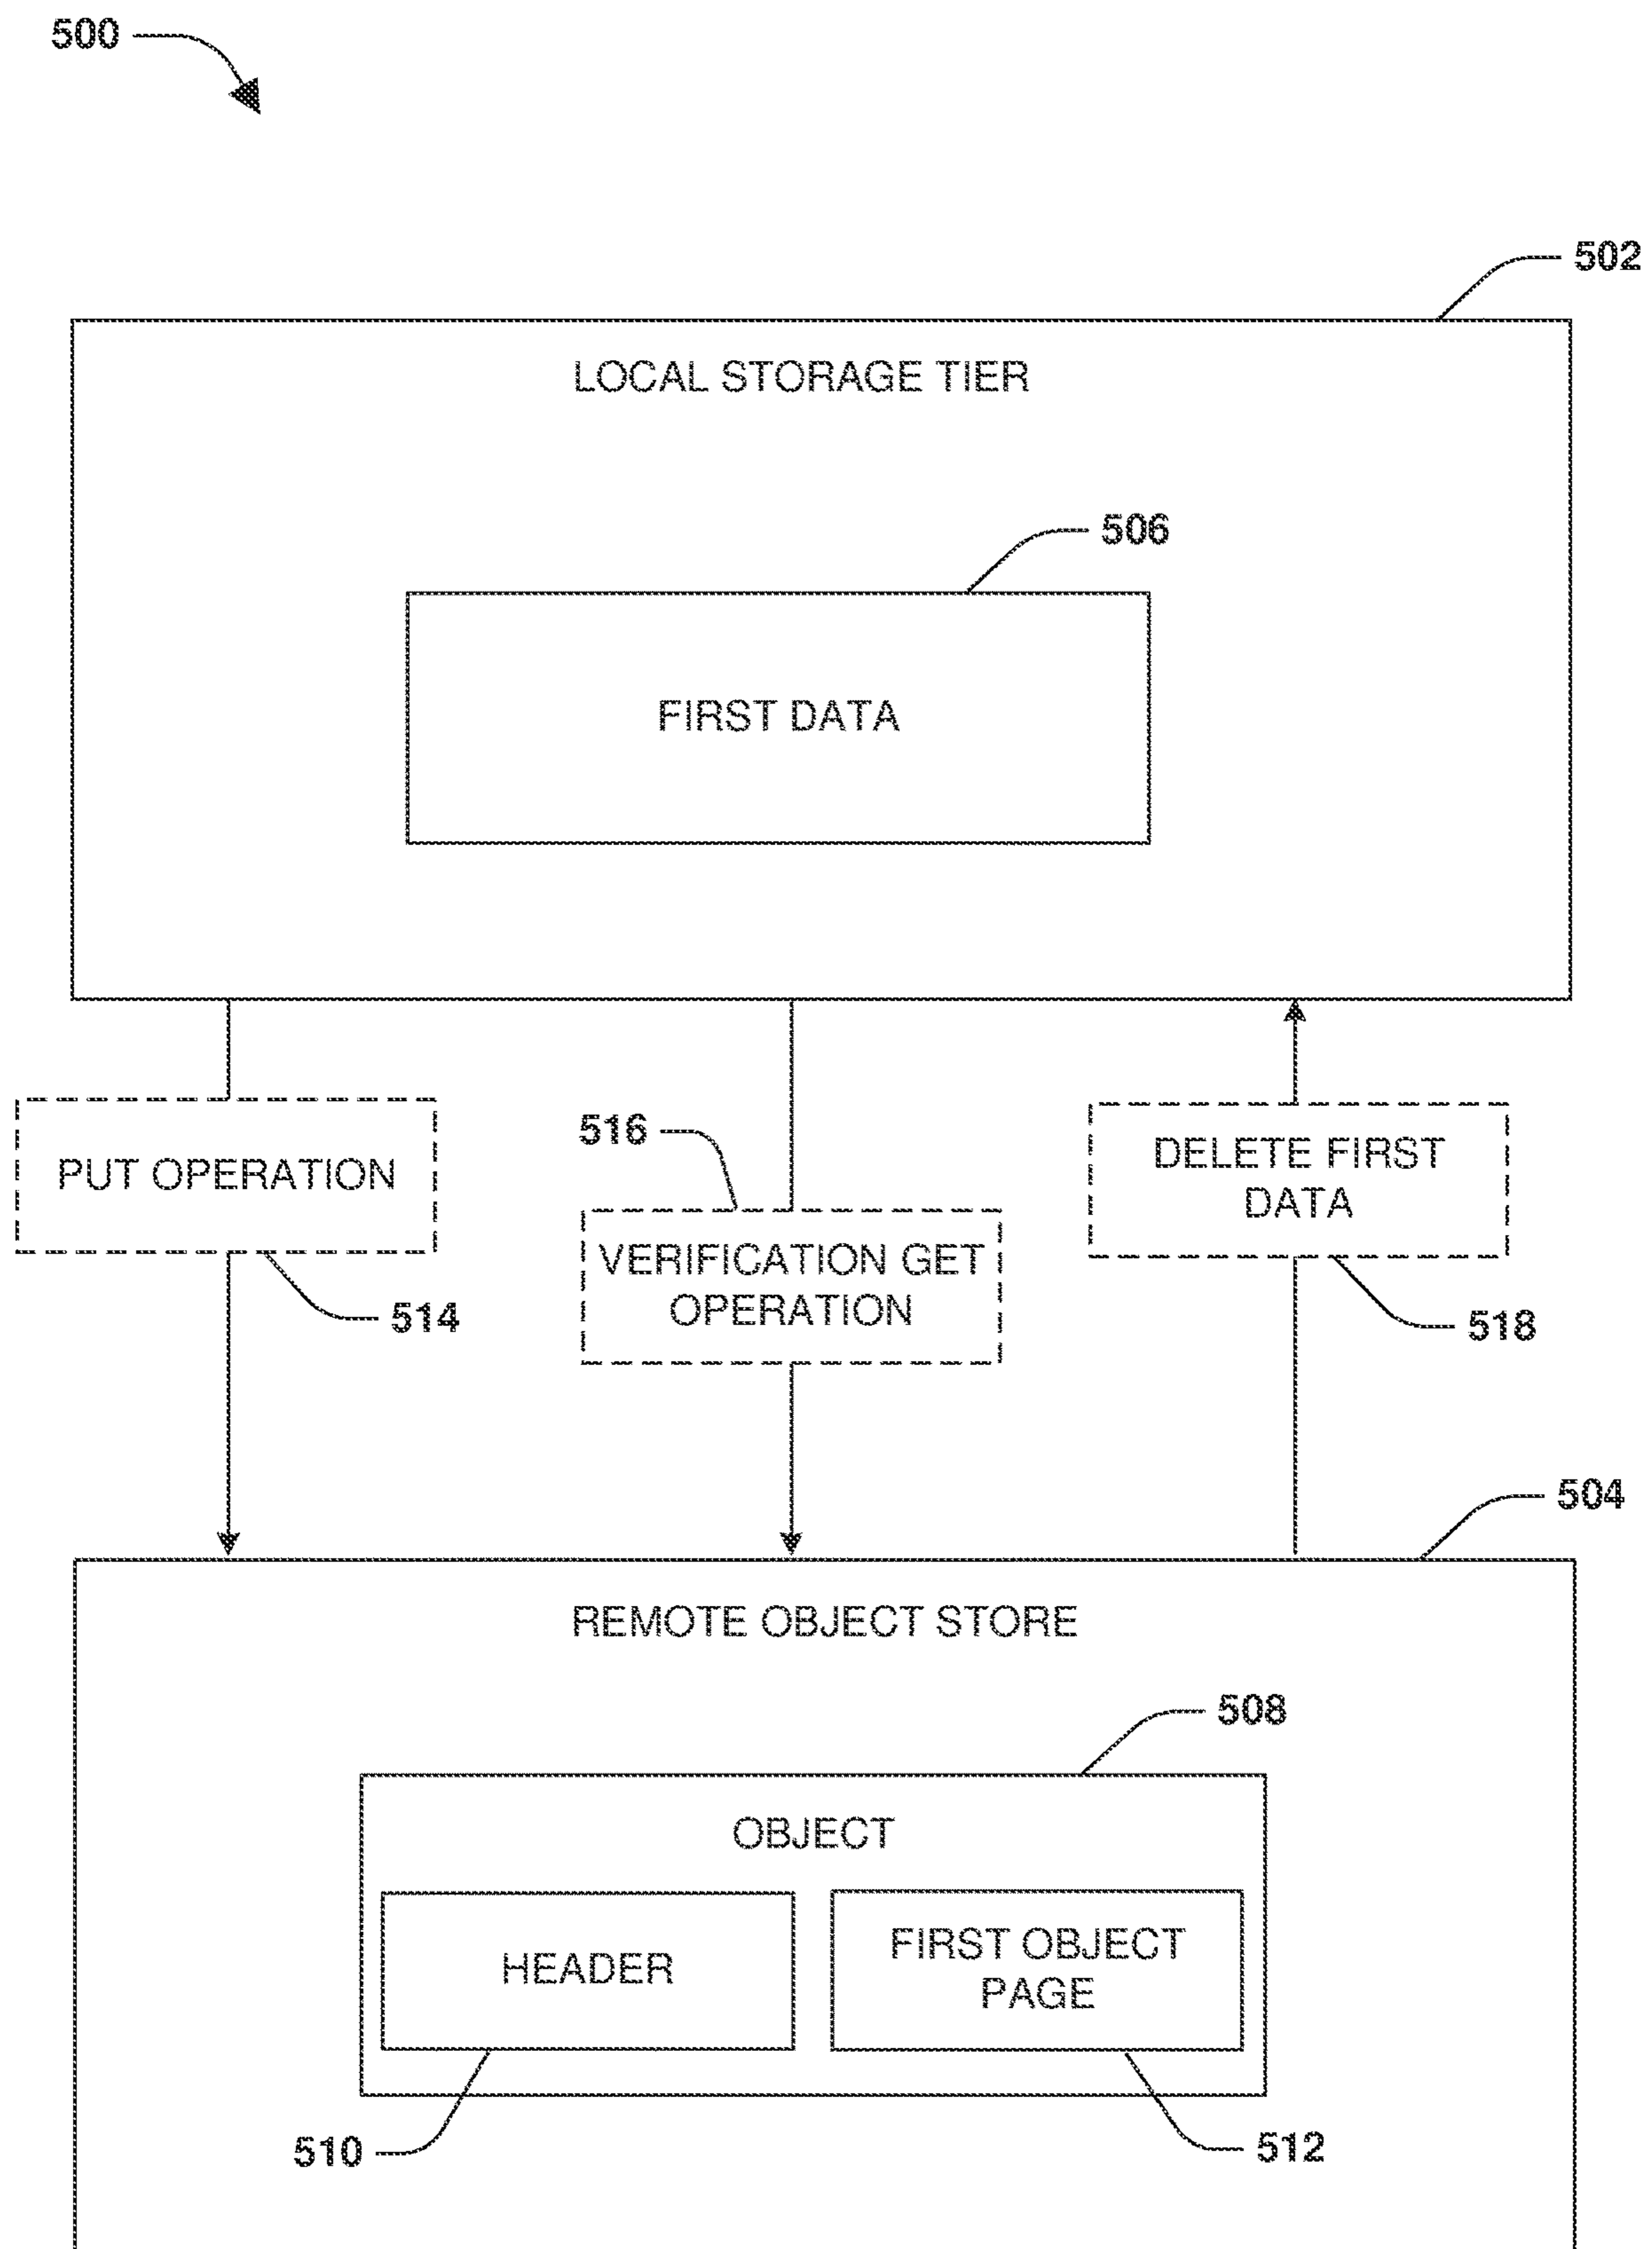 500
502
LOCAL STORAGE TIER
506
FIRST DATA
PUT OPERATION
514
516
VERIFICATION GET
OPERATION
DELETE FIRST
DATA
518
504
REMOTE OBJECT STORE
508
OBJECT
HEADER
FIRST OBJECT
PAGE
510
512